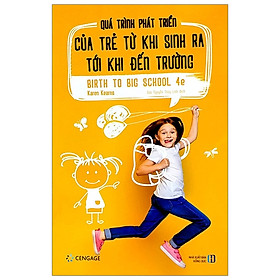 QUÁ TRÌNH PHÁT TRIỂN
CỦA TRẺ TỪ KHI SINH RA
TỚI KHI ĐẾN TRƯỜNG
BIRTH TO BIG SCHOOL 4e
Karen Kearns
CENGAGE